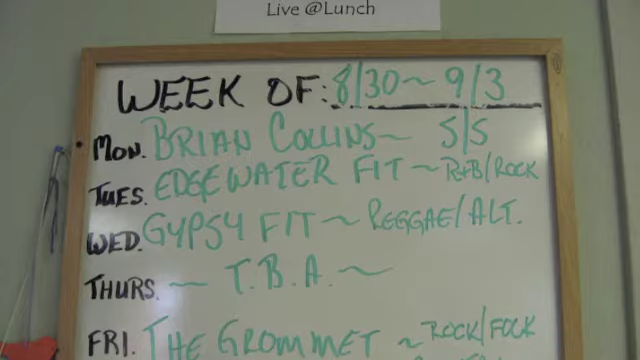 Live @Lunch
WEEK OF: 8/30 ~ 9/3
MON. BRIAN COLLINS ~ S/S
TUES. EDGEWATER FIT ~ R+B/ROCK
WED. GYPSY FIT ~ REGGAE/ALT.
THURS. ~ T.B.A. ~
FRI. THE GROMMET ~ ROCK/FOLK